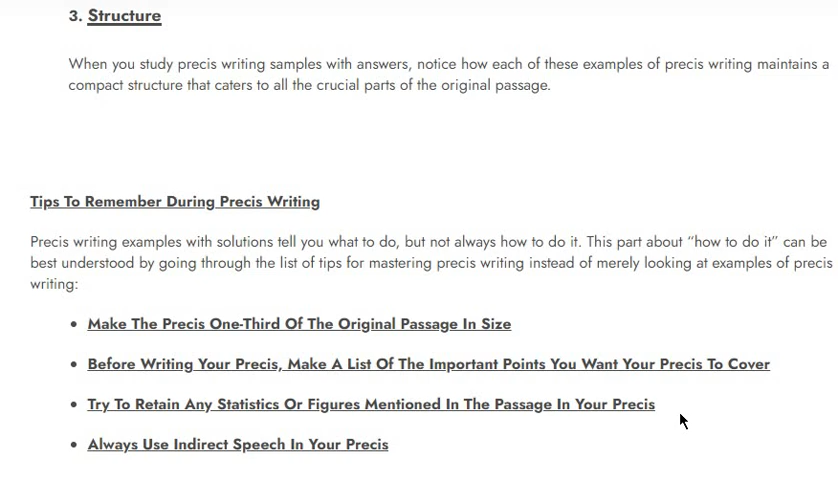 3. Structure
When you study precis writing samples with answers, notice how each of these examples of precis writing maintains a
compact structure that caters to all the crucial parts of the original passage.
Tips To Remember During Precis Writing
Precis writing examples with solutions tell you what to do, but not always how to do it. This part about “how to do it” can be
best understood by going through the list of tips for mastering precis writing instead of merely looking at examples of precis
writing:
• Make The Precis One-Third Of The Original Passage In Size
• Before Writing Your Precis, Make A List Of The Important Points You Want Your Precis To Cover
• Try To Retain Any Statistics Or Figures Mentioned In The Passage In Your Precis
• Always Use Indirect Speech In Your Precis